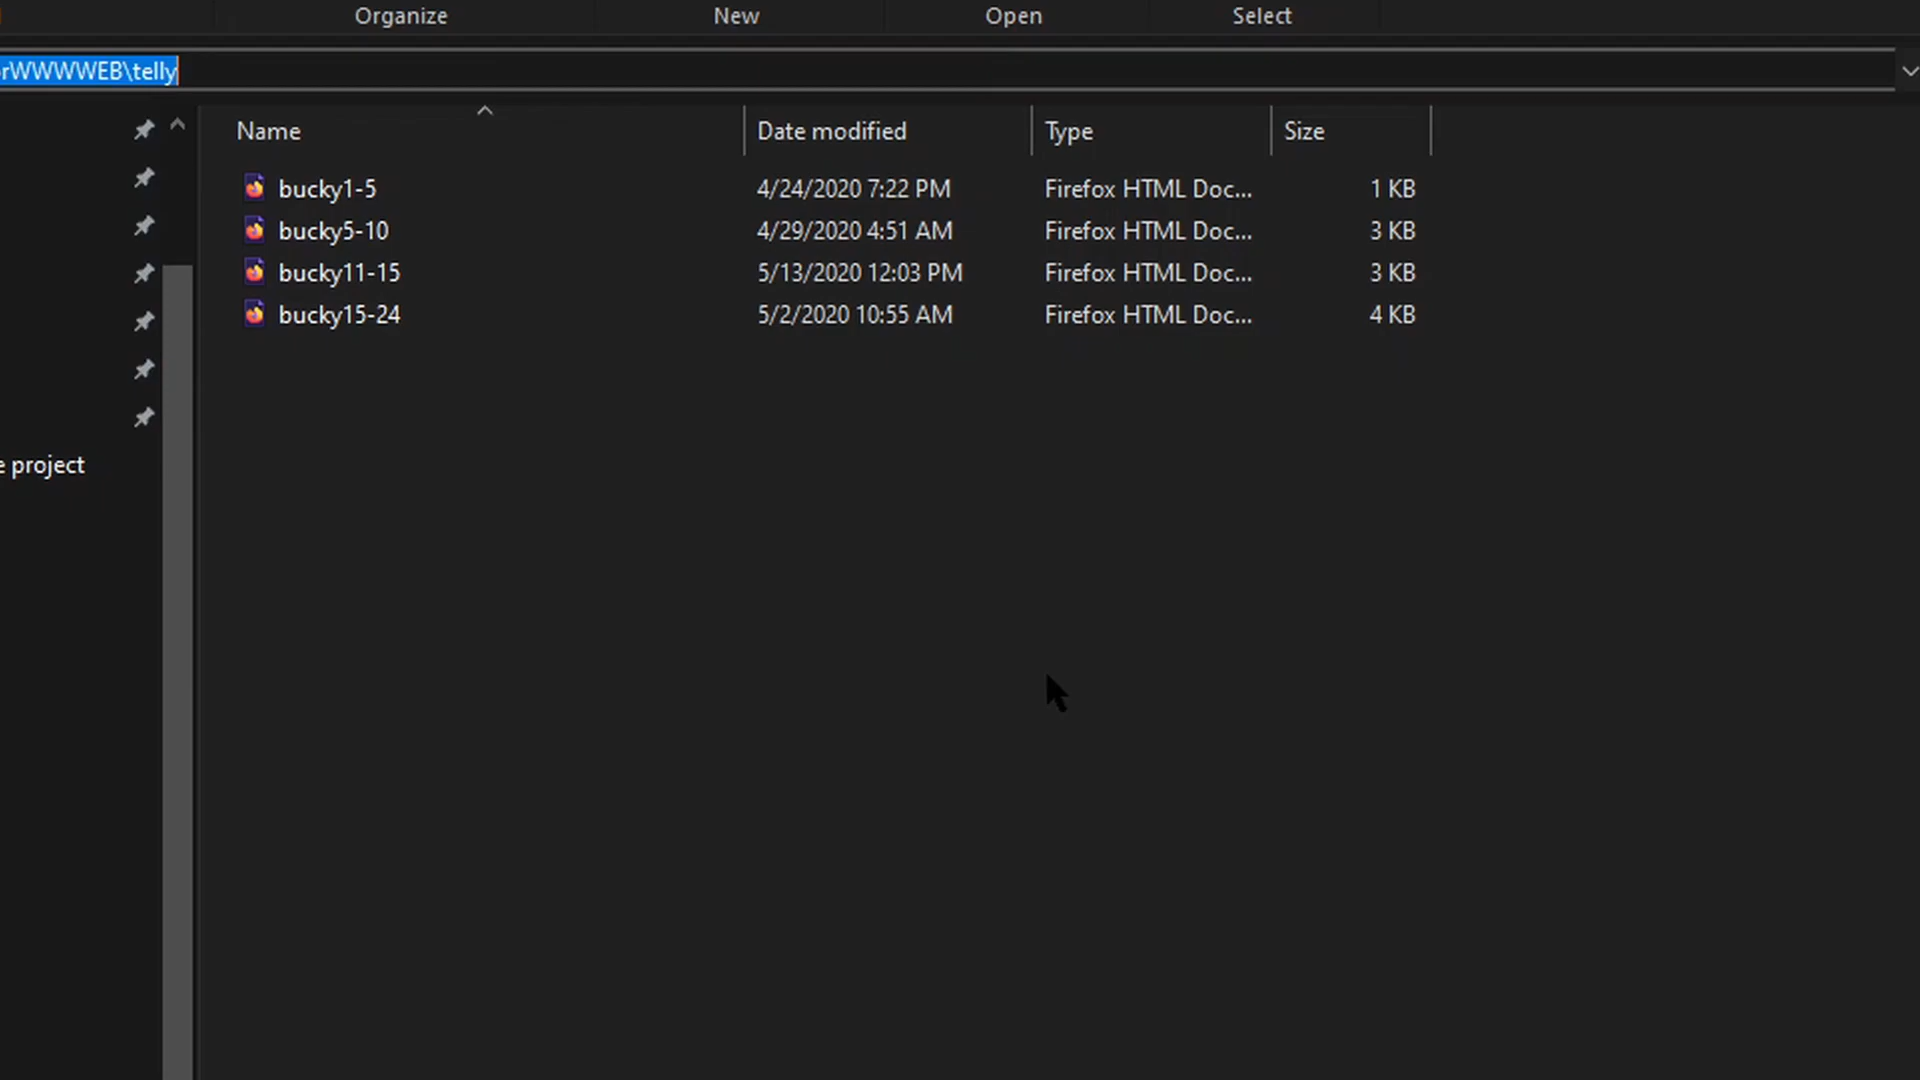 Organize New Open Select
rWWWEB\telly
Name Date modified Type Size
bucky1-5 4/24/2020 7:22 PM Firefox HTML Doc... 1 KB
bucky5-10 4/29/2020 4:51 AM Firefox HTML Doc... 3 KB
bucky11-15 5/13/2020 12:03 PM Firefox HTML Doc... 3 KB
bucky15-24 5/2/2020 10:55 AM Firefox HTML Doc... 4 KB
e project